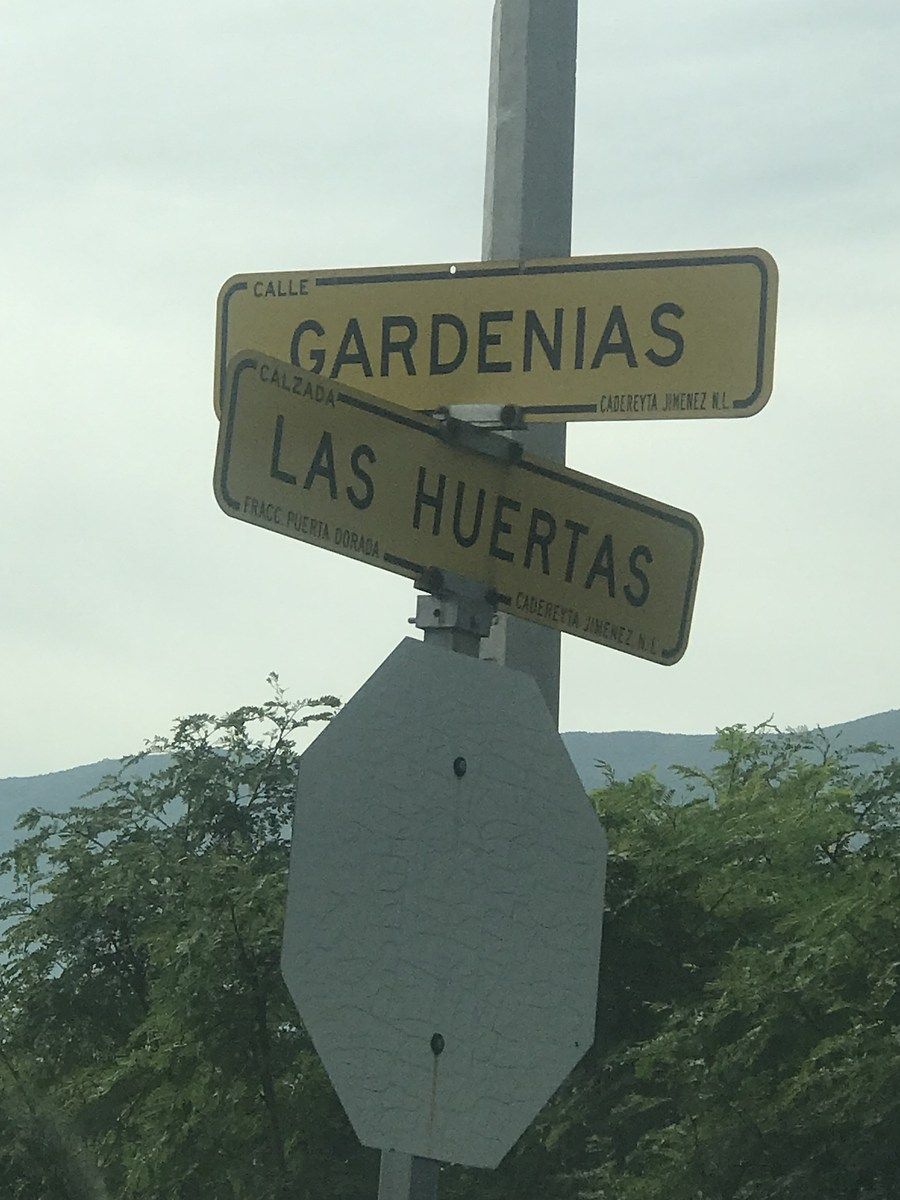 CALLE
GARDENIAS
CADEREYTA JIMENEZ N.L.
CALZADA
LAS HUERTAS
FRACC. PUERTA DORADA
CADEREYTA JIMENEZ N.L.